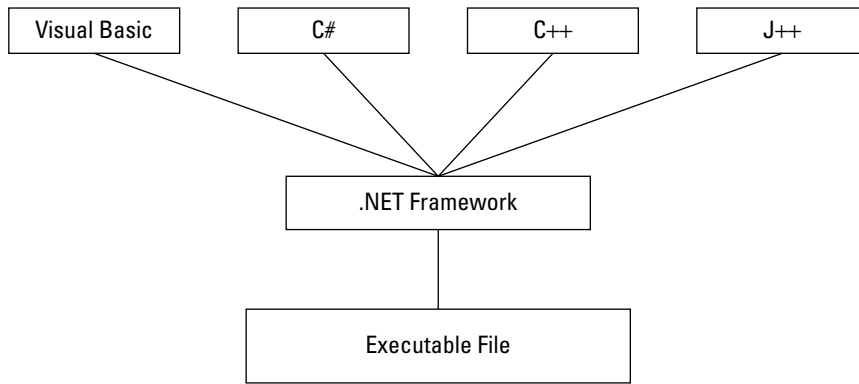 Visual Basic
C#
C++
J++
.NET Framework
Executable File